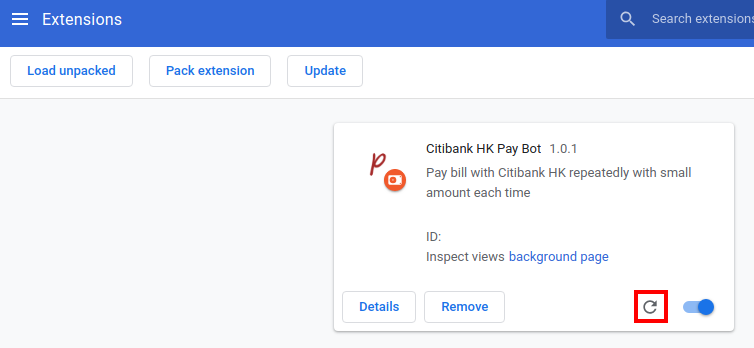 Extensions
Search extensions
Load unpacked
Pack extension
Update
Citibank HK Pay Bot 1.0.1
Pay bill with Citibank HK repeatedly with small
amount each time
ID:
Inspect views background page
Details
Remove